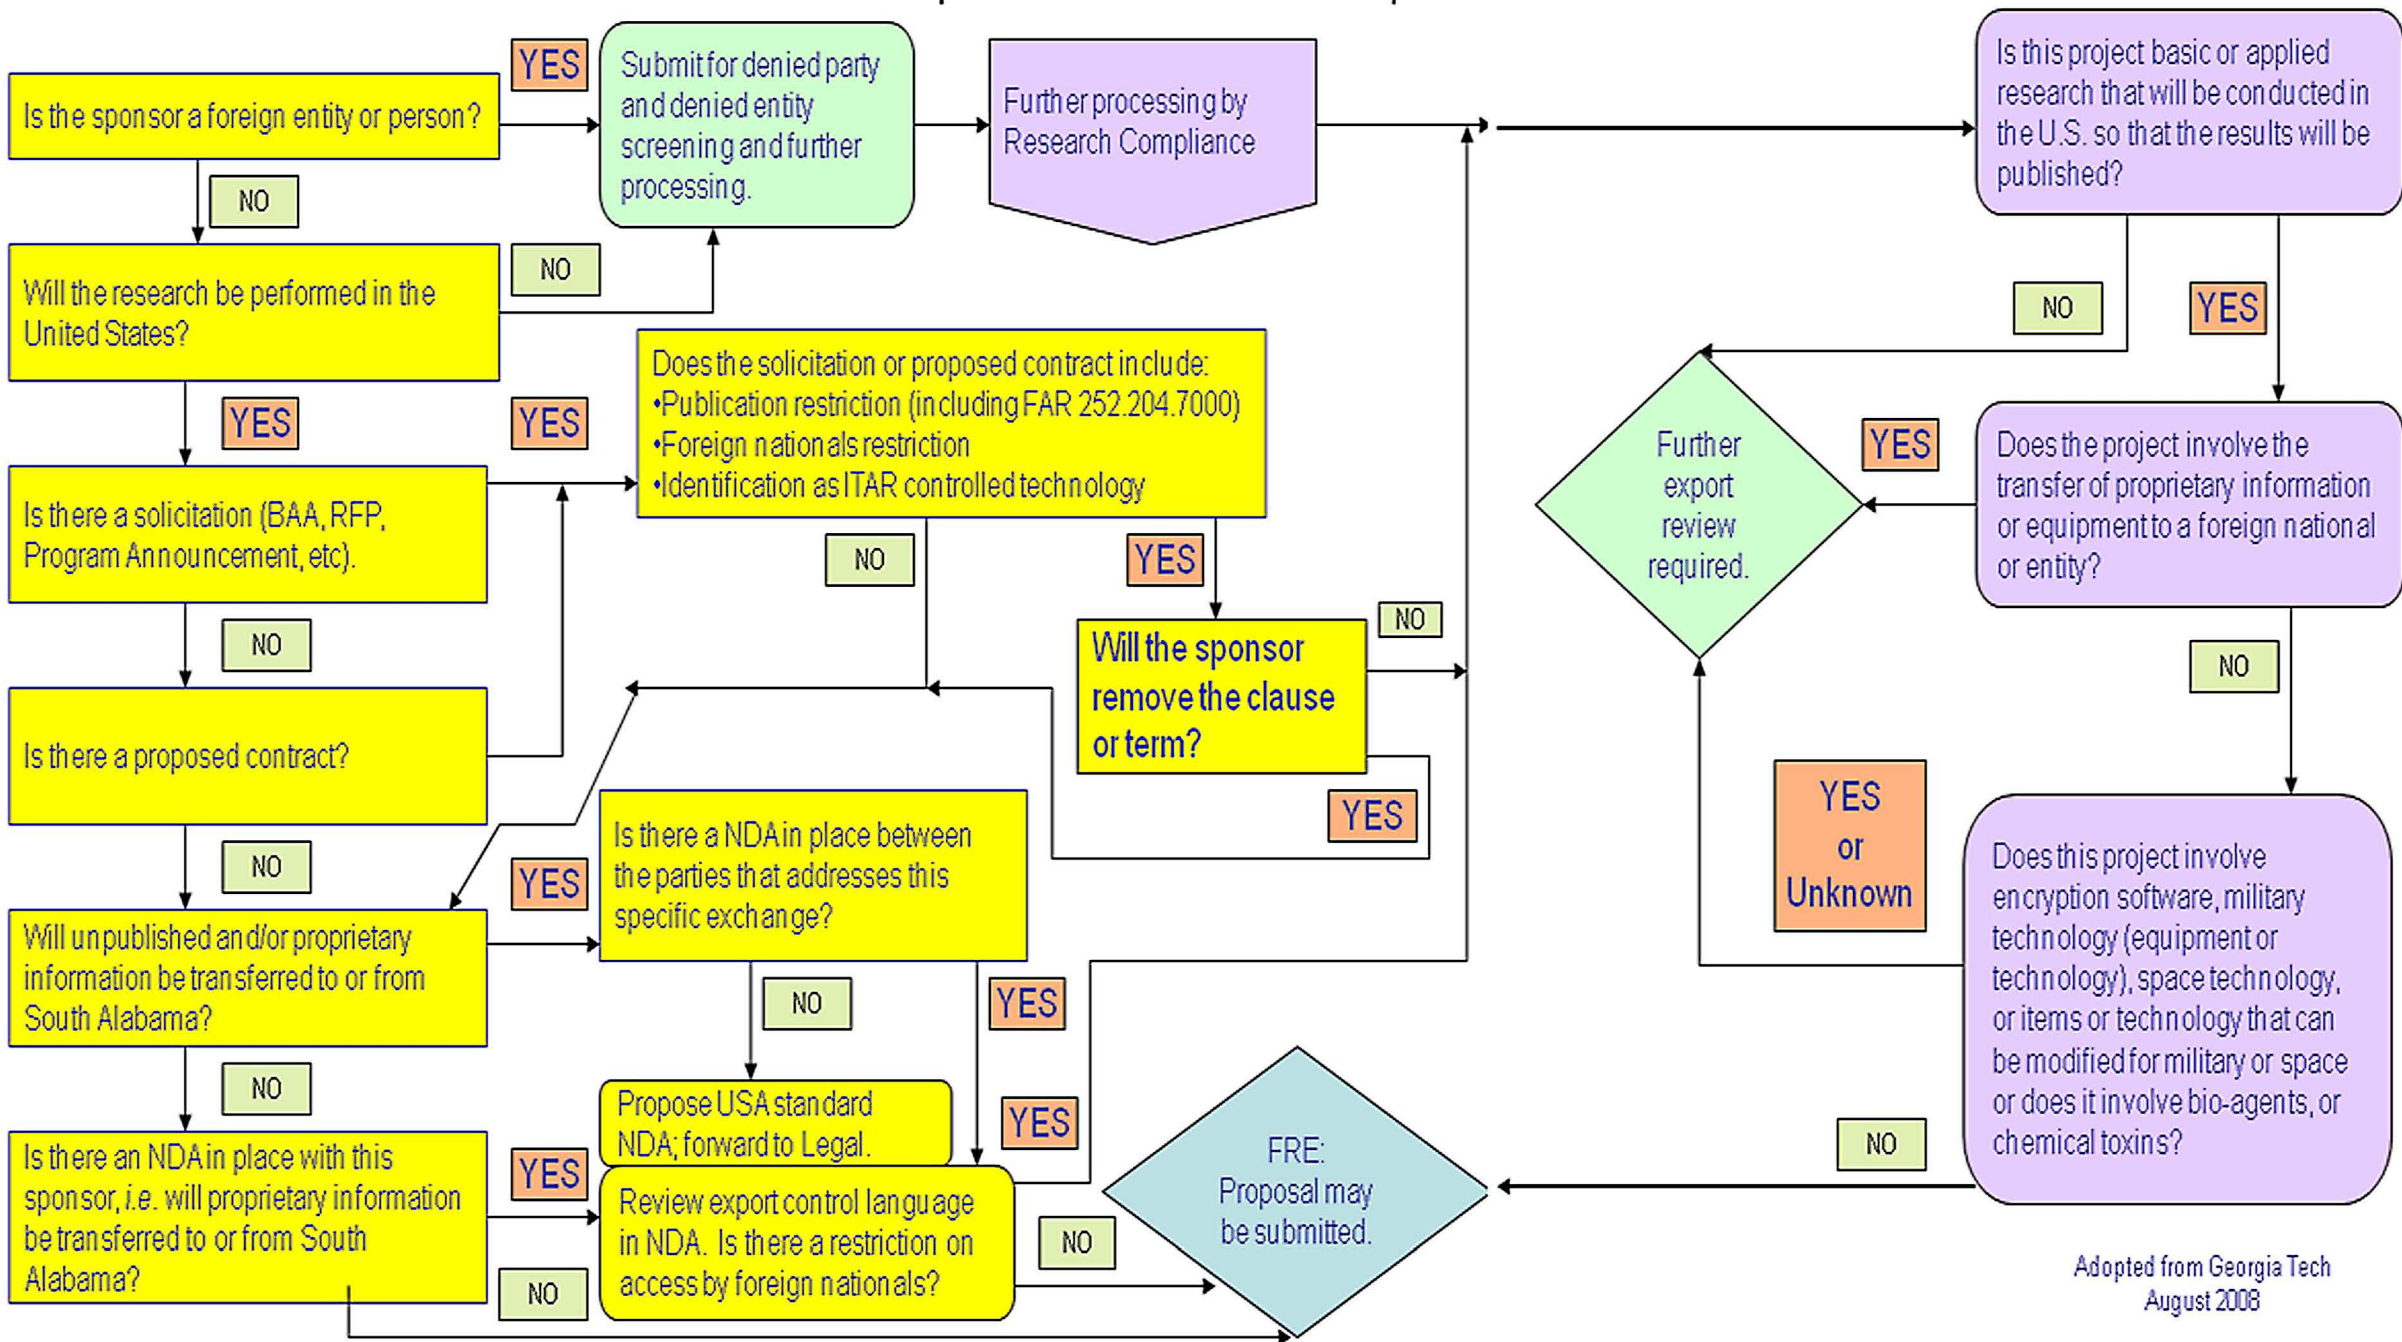 YES
Is the sponsor a foreign entity or person?
NO
Submit for denied party
and denied entity
screening and further
processing.
Further processing by
Research Compliance
Is this project basic or applied
research that will be conducted in
the U.S. so that the results will be
published?
Will the research be performed in the
United States?
NO
YES
YES
Does the solicitation or proposed contract include:
•Publication restriction (including FAR 252.204.7000)
•Foreign nationals restriction
•Identification as ITAR controlled technology
NO
YES
Is there a solicitation (BAA, RFP,
Program Announcement, etc).
NO
NO
YES
Further
export
review
required.
YES
Does the project involve the
transfer of proprietary information
or equipment to a foreign national
or entity?
Will the sponsor
remove the clause
or term?
NO
YES
NO
Is there a proposed contract?
NO
YES
Is there a NDA in place between
the parties that addresses this
specific exchange?
YES
or
Unknown
Does this project involve
encryption software, military
technology (equipment or
technology), space technology,
or items or technology that can
be modified for military or space
or does it involve bio-agents, or
chemical toxins?
Will unpublished and/or proprietary
information be transferred to or from
South Alabama?
NO
NO
YES
Propose USA standard
NDA; forward to Legal.
YES
Is there an NDA in place with this
sponsor, i.e. will proprietary information
be transferred to or from South
Alabama?
YES
NO
Review export control language
in NDA. Is there a restriction on
access by foreign nationals?
NO
FRE:
Proposal may
be submitted.
NO
Adopted from Georgia Tech
August 2008